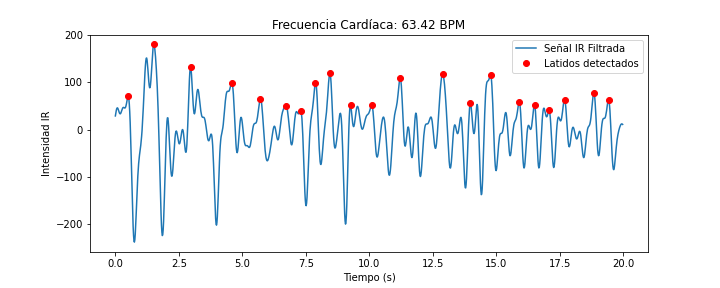 Frecuencia Cardíaca: 63.42 BPM
Señal IR Filtrada
Latidos detectados
Intensidad IR
200
100
0
−100
−200
0.0 2.5 5.0 7.5 10.0 12.5 15.0 17.5 20.0
Tiempo (s)